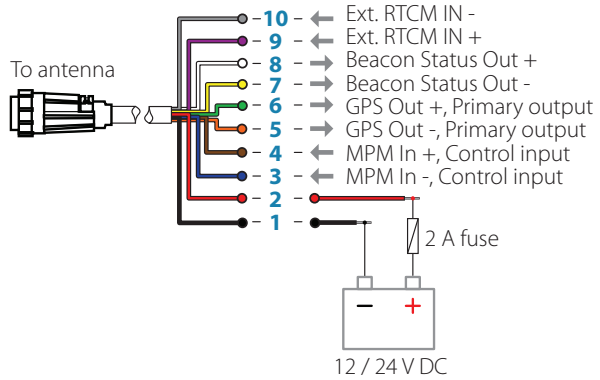 10 Ext. RTCM IN -
9 Ext. RTCM IN +
To antenna
8 Beacon Status Out +
7 Beacon Status Out -
6 GPS Out +, Primary output
5 GPS Out -, Primary output
4 MPM In +, Control input
3 MPM In -, Control input
2
1
2 A fuse
– +
12 / 24 V DC